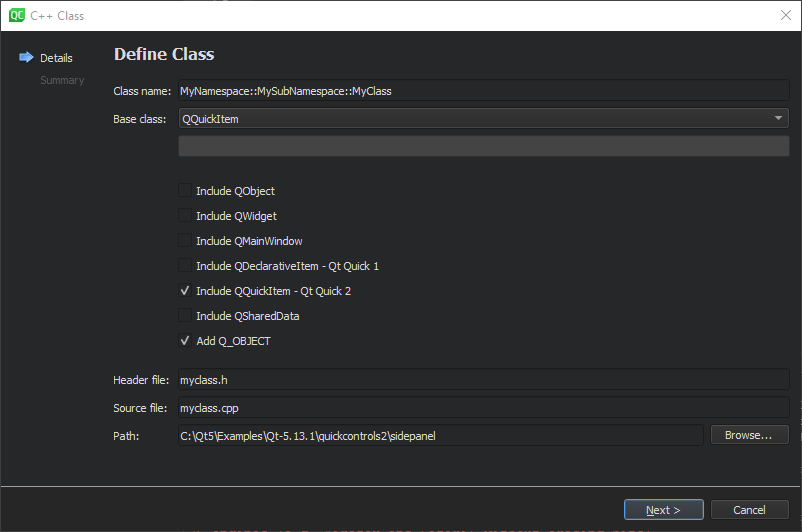 QC C++ Class
Details
Summary
Define Class
Class name: MyNamespace::MySubNamespace::MyClass
Base class: QQuickItem
Include QObject
Include QWidget
Include QMainWindow
Include QDeclarativeItem - Qt Quick 1
Include QQuickItem - Qt Quick 2
Include QSharedData
Add Q_OBJECT
Header file: myclass.h
Source file: myclass.cpp
Path: C:\Qt5\Examples\Qt-5.13.1\quickcontrols2\sidepanel Browse...
Next > Cancel